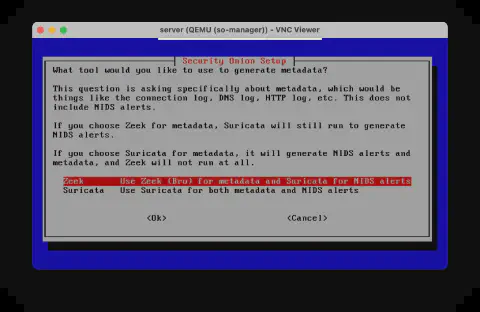 server (QEMU (so-manager)) - VNC Viewer
Security Onion Setup
What tool would you like to use to generate metadata?
This question is asking specifically about metadata, which would be
things like the connection log, DNS log, HTTP log, etc. This does not
include NIDS alerts.
If you choose Zeek for metadata, Suricata will still run to generate
NIDS alerts.
If you choose Suricata for metadata, it will generate NIDS alerts and
metadata, and Zeek will not run at all.
Zeek Use Zeek (Bro) for metadata and Suricata for NIDS alerts
Suricata Use Suricata for both metadata and NIDS alerts
<Ok> <Cancel>